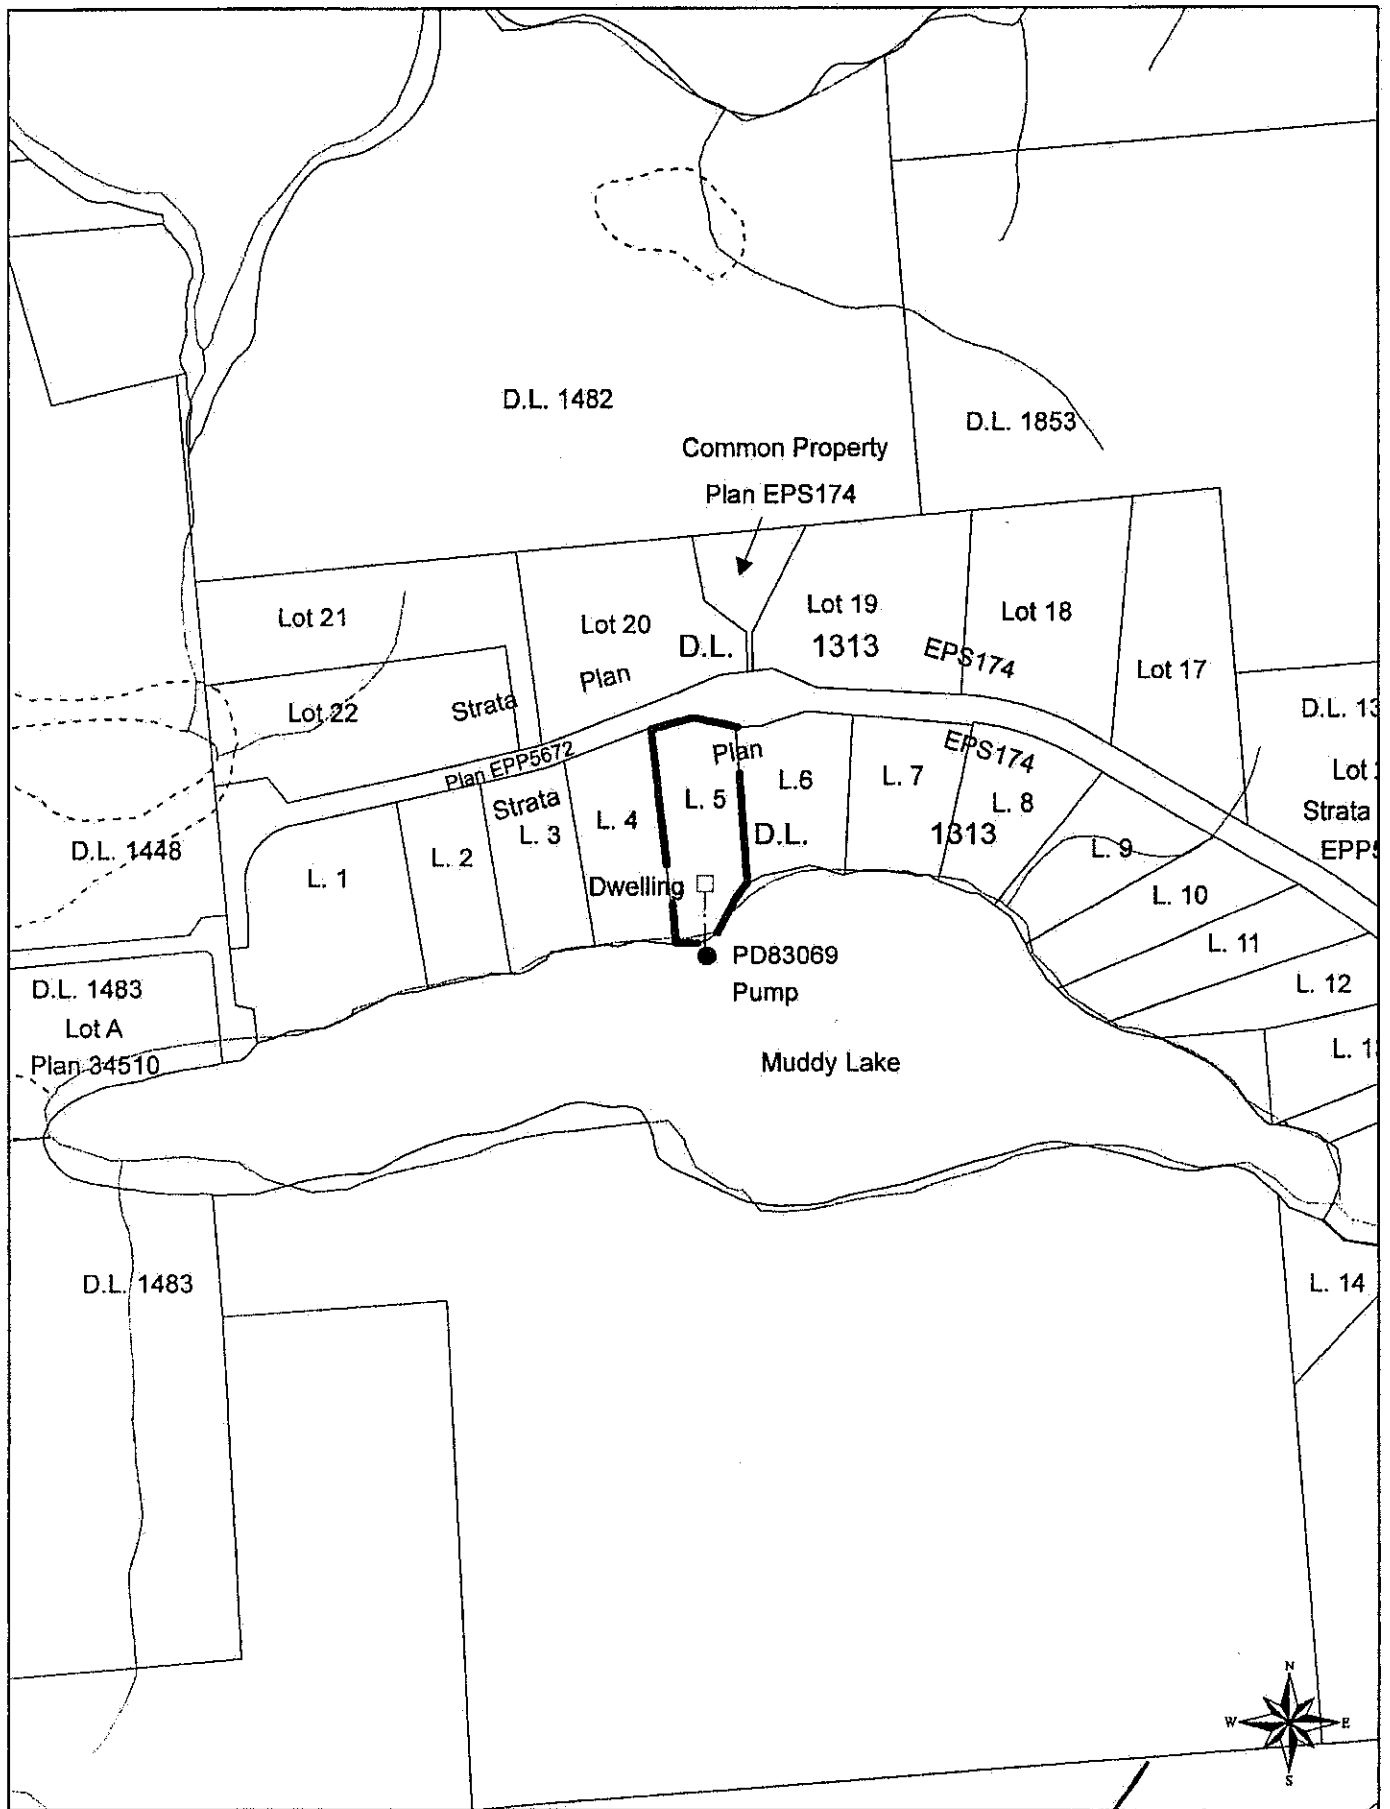 D.L. 1482
D.L. 1853
Common Property
Plan EPS174
Lot 21
Lot 20
Lot 19
Lot 18
D.L.
1313
EPS174
Lot 17
Plan
Lot 22
Strata
D.L. 13
Lot
Strata
EPP5
Plan EPP5672
Plan
EPS174
Strata
L. 1
L. 2
L. 3
L. 4
L. 5
L.6
L. 7
L. 8
D.L.
1313
L. 9
D.L. 1448
Dwelling
L. 10
L. 11
L. 12
PD83069
Pump
D.L. 1483
Lot A
Plan 34510
Muddy Lake
D.L. 1483
L. 14
N
W
E
S